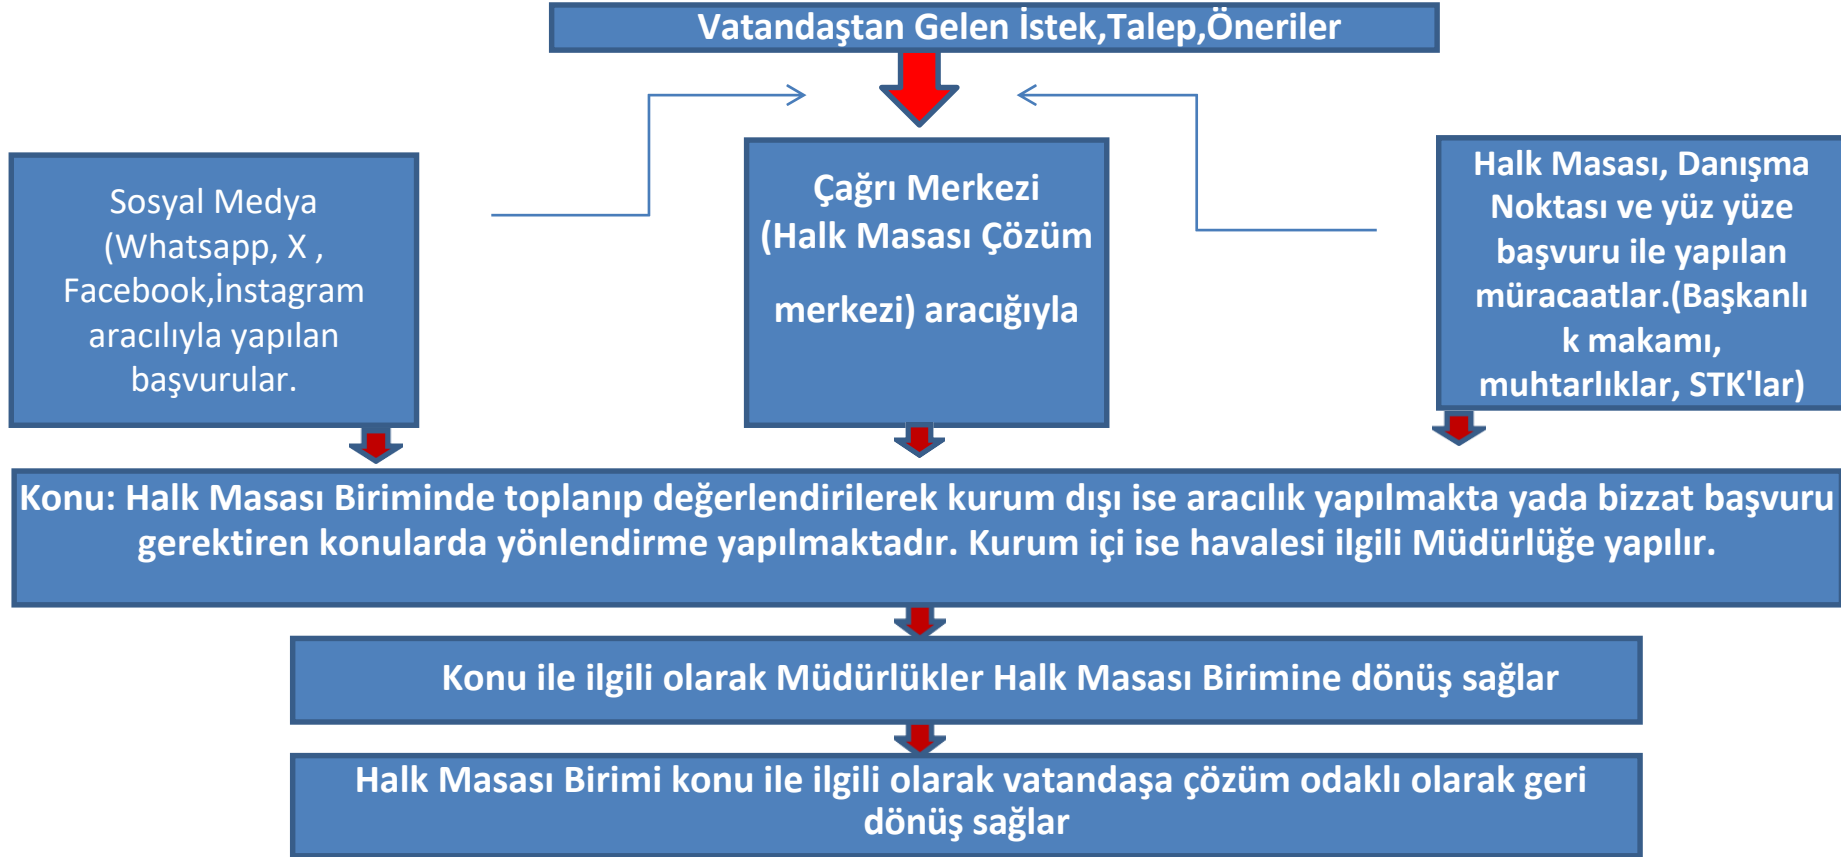 Vatandaştan Gelen İstek,Talep,Öneriler
Sosyal Medya
(Whatsapp, X ,
Facebook,İnstagram
aracılıyla yapılan
başvurular.
Çağrı Merkezi
(Halk Masası Çözüm
merkezi) aracığıyla
Halk Masası, Danışma
Noktası ve yüz yüze
başvuru ile yapılan
müracaatlar.(Başkanlı
k makamı,
muhtarlıklar, STK'lar)
Konu: Halk Masası Biriminde toplanıp değerlendirilerek kurum dışı ise aracılık yapılmakta yada bizzat başvuru
gerektiren konularda yönlendirme yapılmaktadır. Kurum içi ise havalesi ilgili Müdürlüğe yapılır.
Konu ile ilgili olarak Müdürlükler Halk Masası Birimine dönüş sağlar
Halk Masası Birimi konu ile ilgili olarak vatandaşa çözüm odaklı olarak geri
dönüş sağlar